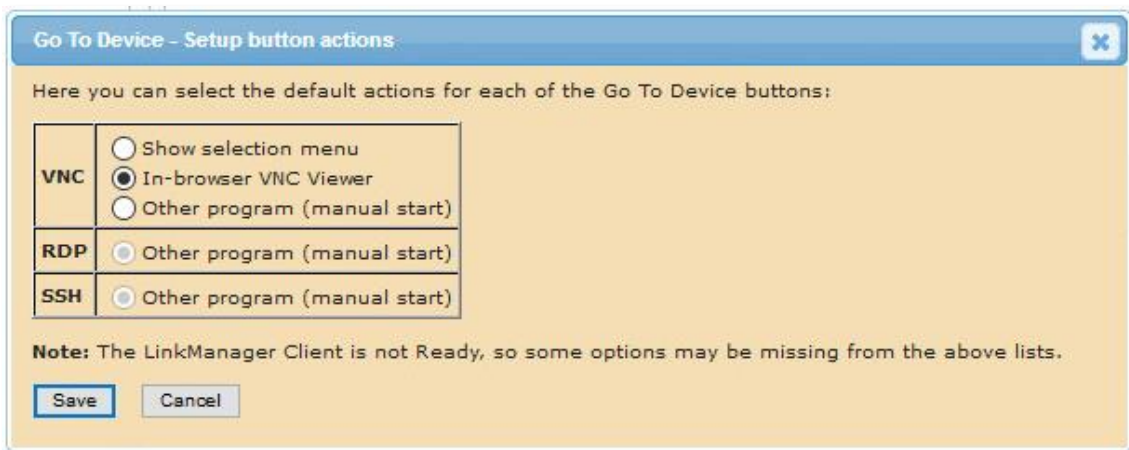 Go To Device - Setup button actions
Here you can select the default actions for each of the Go To Device buttons:
VNC
Show selection menu
In-browser VNC Viewer
Other program (manual start)
RDP
Other program (manual start)
SSH
Other program (manual start)
Note: The LinkManager Client is not Ready, so some options may be missing from the above lists.
Save
Cancel